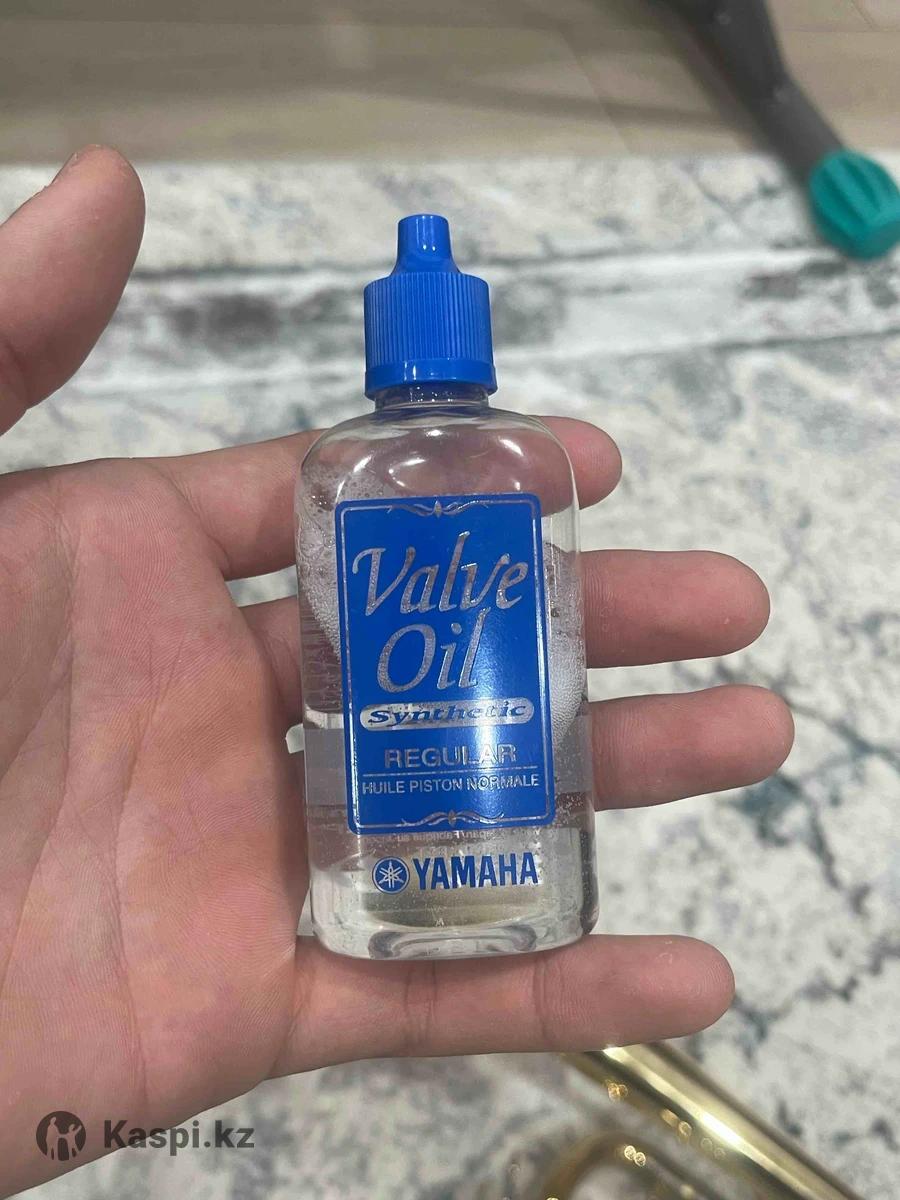 Valve
Oil
Synthetic
REGULAR
HUILE PISTON NORMALE
YAMAHA
Kaspi.kz